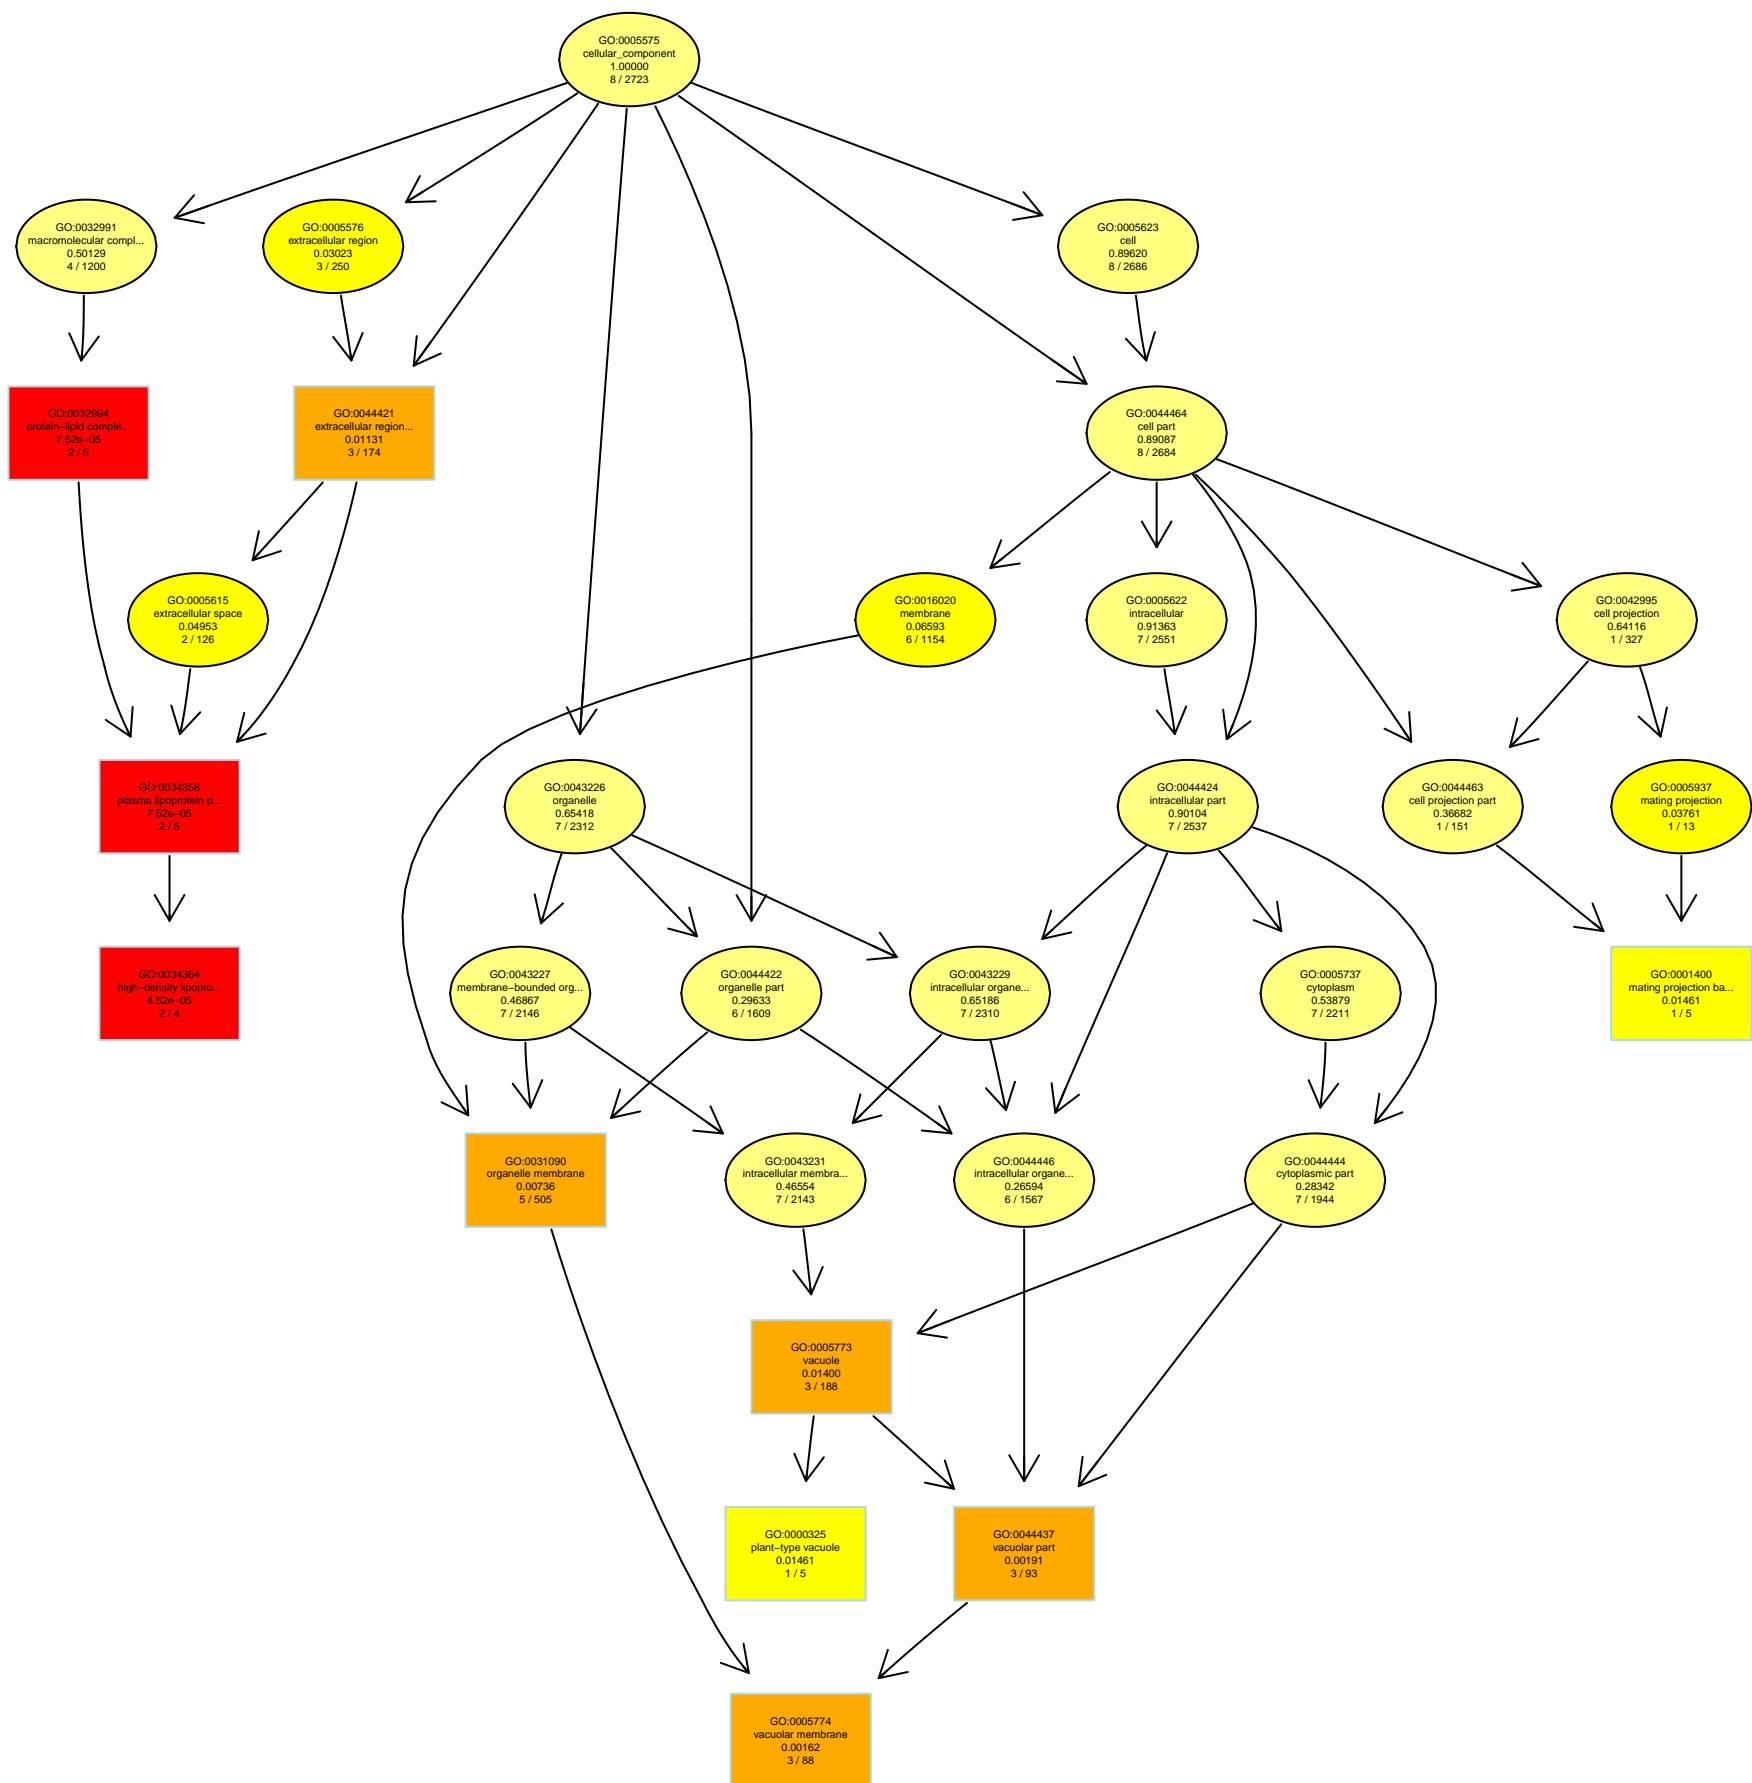 GO:0005575
cellular_component
1.00000
8 / 2723
GO:0032991
macromolecular compl...
0.50129
4 / 1200
GO:0005576
extracellular region
0.03023
3 / 250
GO:0005623
cell
0.89620
8 / 2686
GO:0032994
protein−lipid comple...
7.52e−05
2 / 5
GO:0044421
extracellular region...
0.01131
3 / 174
GO:0044464
cell part
0.89087
8 / 2684
GO:0005615
extracellular space
0.04953
2 / 126
GO:0016020
membrane
0.06593
6 / 1154
GO:0005622
intracellular
0.91363
7 / 2551
GO:0042995
cell projection
0.64116
1 / 327
GO:0034358
plasma lipoprotein p...
7.52e−05
2 / 5
GO:0043226
organelle
0.65418
7 / 2312
GO:0044424
intracellular part
0.90104
7 / 2537
GO:0044463
cell projection part
0.36682
1 / 151
GO:0005937
mating projection
0.03761
1 / 13
GO:0034364
high−density lipopro...
4.52e−05
2 / 4
GO:0043227
membrane−bounded org...
0.46867
7 / 2146
GO:0044422
organelle part
0.29633
6 / 1609
GO:0043229
intracellular organe...
0.65186
7 / 2310
GO:0005737
cytoplasm
0.53879
7 / 2211
GO:0001400
mating projection ba...
0.01461
1 / 5
GO:0031090
organelle membrane
0.00736
5 / 505
GO:0043231
intracellular membra...
0.46554
7 / 2143
GO:0044446
intracellular organe...
0.26594
6 / 1567
GO:0044444
cytoplasmic part
0.28342
7 / 1944
GO:0005773
vacuole
0.01400
3 / 188
GO:0000325
plant−type vacuole
0.01461
1 / 5
GO:0044437
vacuolar part
0.00191
3 / 93
GO:0005774
vacuolar membrane
0.00162
3 / 88